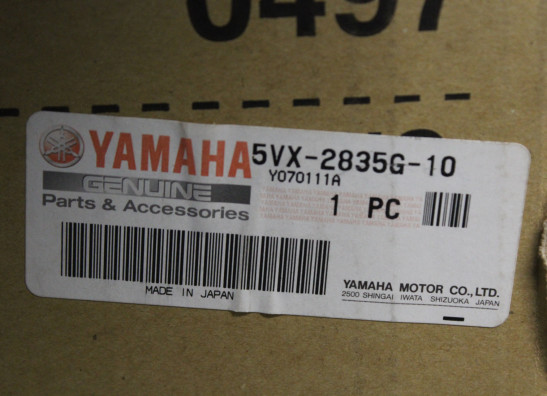 0497
YAMAHA 5VX-2835G-10
GENUINE Y070111A
Parts & Accessories 1 PC
MADE IN JAPAN
YAMAHA MOTOR CO., LTD.
2500 SHINGAI IWATA SHIZUOKA JAPAN